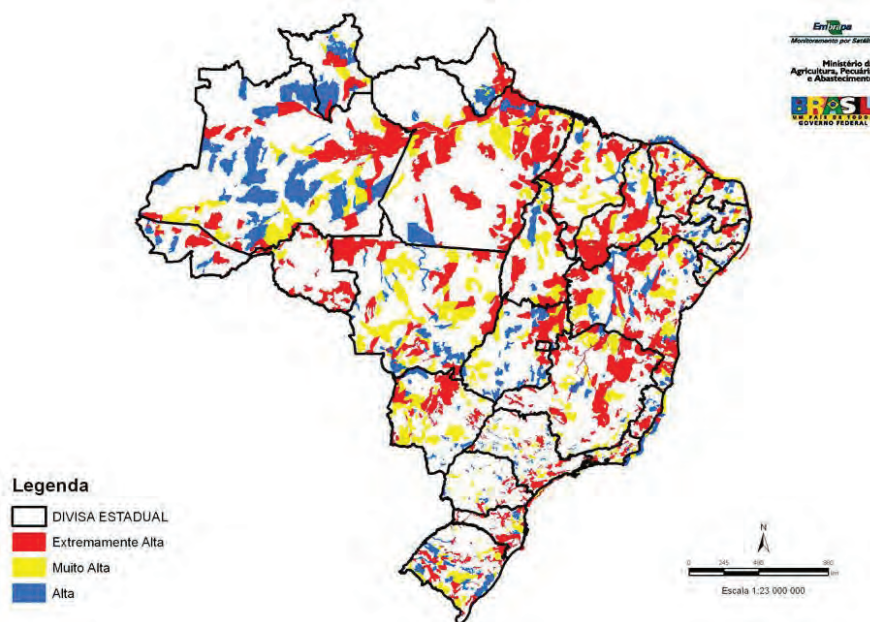 Embrapa
Monitoramento por Satélite
Ministério da
Agricultura, Pecuária
e Abastecimento
BRASIL
UM PAÍS DE TODOS
GOVERNO FEDERAL
Legenda
DIVISA ESTADUAL
Extremamente Alta
Muito Alta
Alta
N
0 245 490 980
Km
Escala 1:23 000 000